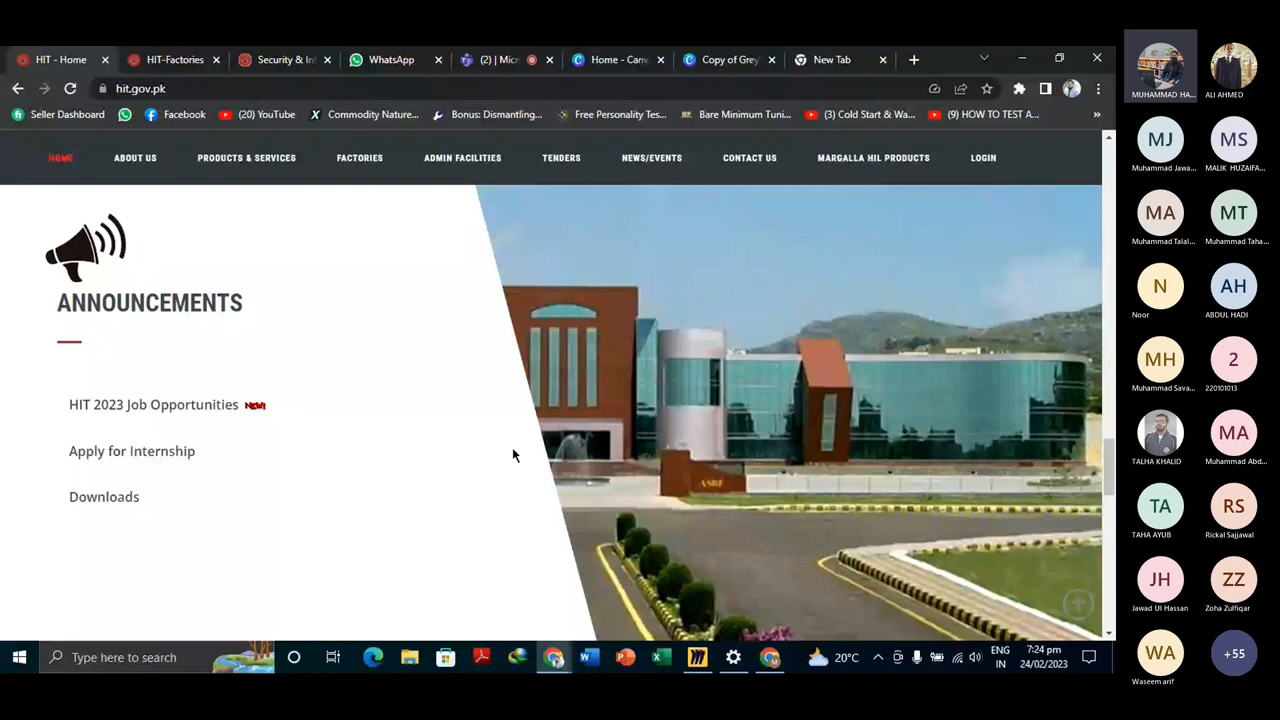 HIT - Home
HIT-Factories
Security & In
WhatsApp
(2) | Micr
Home - Canv
Copy of Grey
New Tab
hit.gov.pk
Seller Dashboard
Facebook
(20) YouTube
Commodity Nature...
Bonus: Dismantling...
Free Personality Tes...
Bare Minimum Tuni...
(3) Cold Start & Wa...
(9) HOW TO TEST A...
HOME
ABOUT US
PRODUCTS & SERVICES
FACTORIES
ADMIN FACILITIES
TENDERS
NEWS/EVENTS
CONTACT US
MARGALLA HIL PRODUCTS
LOGIN
ANNOUNCEMENTS
HIT 2023 Job Opportunities NEW!
Apply for Internship
Downloads
ASRF
Type here to search
20°C
ENG
IN
7:24 pm
24/02/2023
MUHAMMAD HA...
ALI AHMED
MJ
Muhammad Jawa...
MS
MALIK HUZAIFA...
MA
Muhammad Talal...
MT
Muhammad Taha...
N
Noor
AH
ABDUL HADI
MH
Muhammad Sava...
2
220101013
TALHA KHALID
MA
Muhammad Abd...
TA
TAHA AYUB
RS
Rickal Sajjawal
JH
Jawad Ul Hassan
ZZ
Zoha Zulfiqar
WA
Waseem arif
+55